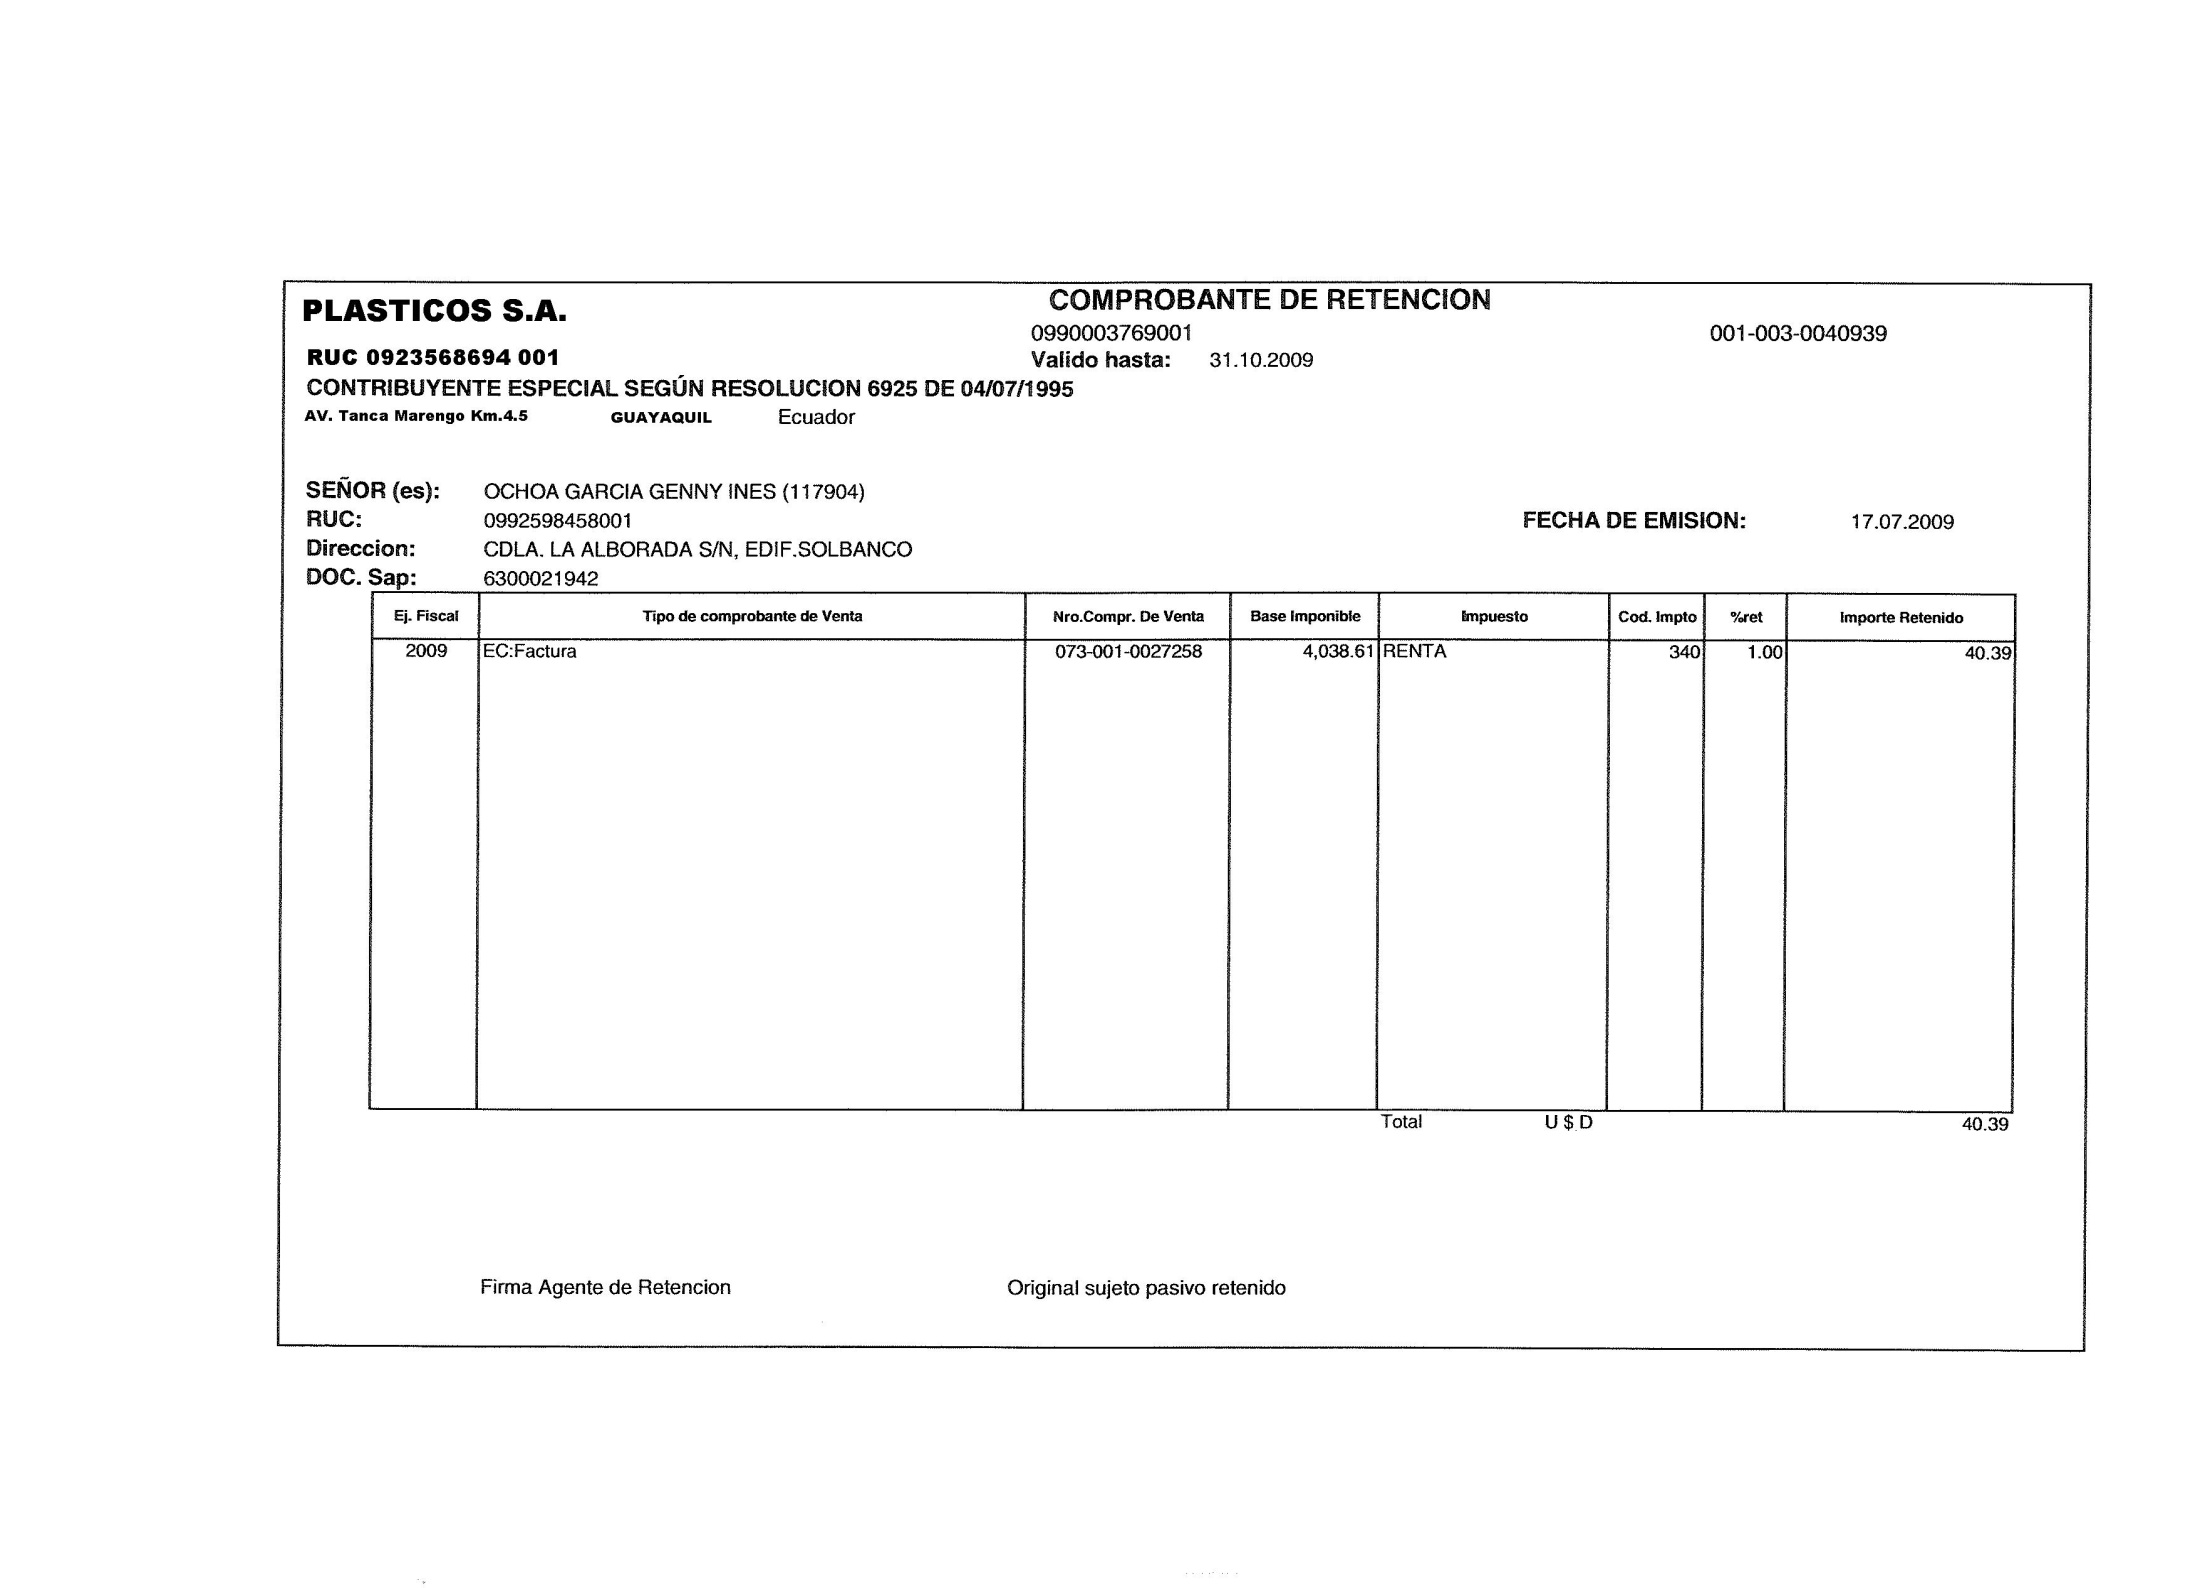 PLASTICOS S.A.
COMPROBANTE DE RETENCION
0990003769001
001-003-0040939
RUC 0923568694 001
Valido hasta: 31.10.2009
CONTRIBUYENTE ESPECIAL SEGÚN RESOLUCION 6925 DE 04/07/1995
AV. Tanca Marengo Km.4.5 GUAYAQUIL Ecuador
SEÑOR (es): OCHOA GARCIA GENNY INES (117904)
RUC: 0992598458001 FECHA DE EMISION: 17.07.2009
Direccion: CDLA. LA ALBORADA S/N, EDIF.SOLBANCO
DOC. Sap: 6300021942
Ej. Fiscal Tipo de comprobante de Venta Nro.Compr. De Venta Base Imponible Impuesto Cod. Impto %ret Importe Retenido
2009 EC:Factura 073-001-0027258 4,038.61 RENTA 340 1.00 40.39
Total U $ D 40.39
Firma Agente de Retencion Original sujeto pasivo retenido